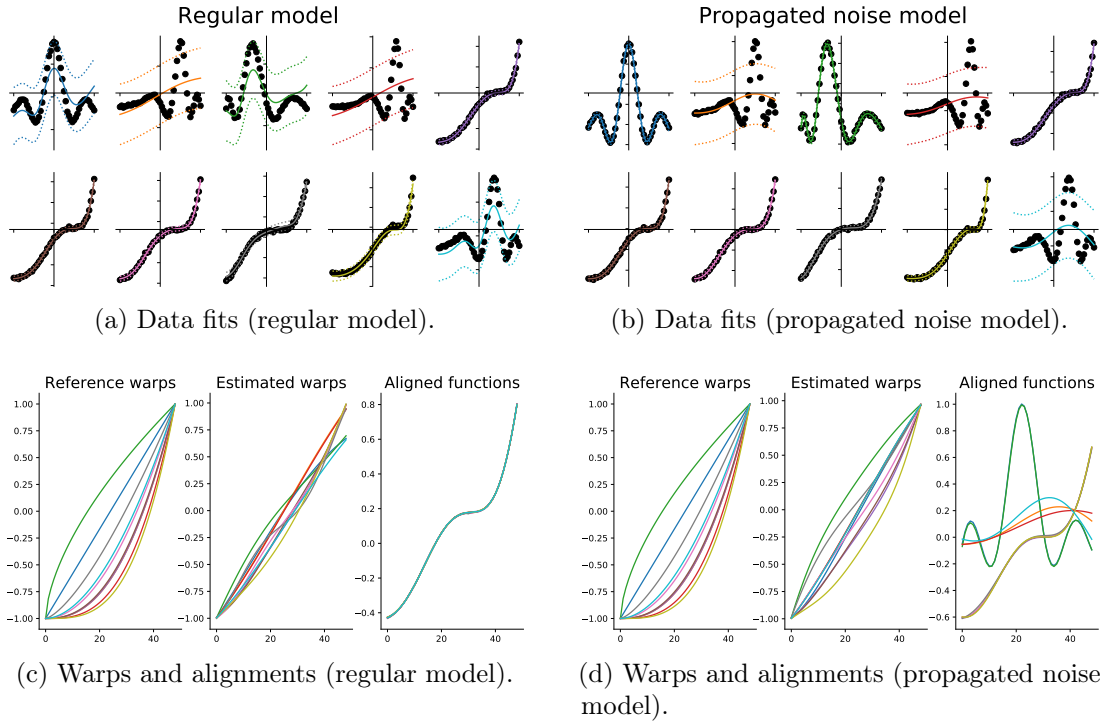 Regular model
Propagated noise model
(a) Data fits (regular model).
(b) Data fits (propagated noise model).
Reference warps
Estimated warps
Aligned functions
1.00
0.75
0.50
0.25
0.00
−0.25
−0.50
−0.75
−1.00
0 20 40
1.00
0.75
0.50
0.25
0.00
−0.25
−0.50
−0.75
−1.00
0 20 40
0.8
0.6
0.4
0.2
0.0
−0.2
−0.4
0 20 40
(c) Warps and alignments (regular model).
Reference warps
Estimated warps
Aligned functions
1.00
0.75
0.50
0.25
0.00
−0.25
−0.50
−0.75
−1.00
0 20 40
1.00
0.75
0.50
0.25
0.00
−0.25
−0.50
−0.75
−1.00
0 20 40
1.0
0.8
0.6
0.4
0.2
0.0
−0.2
−0.4
−0.6
0 20 40
(d) Warps and alignments (propagated noise
model).